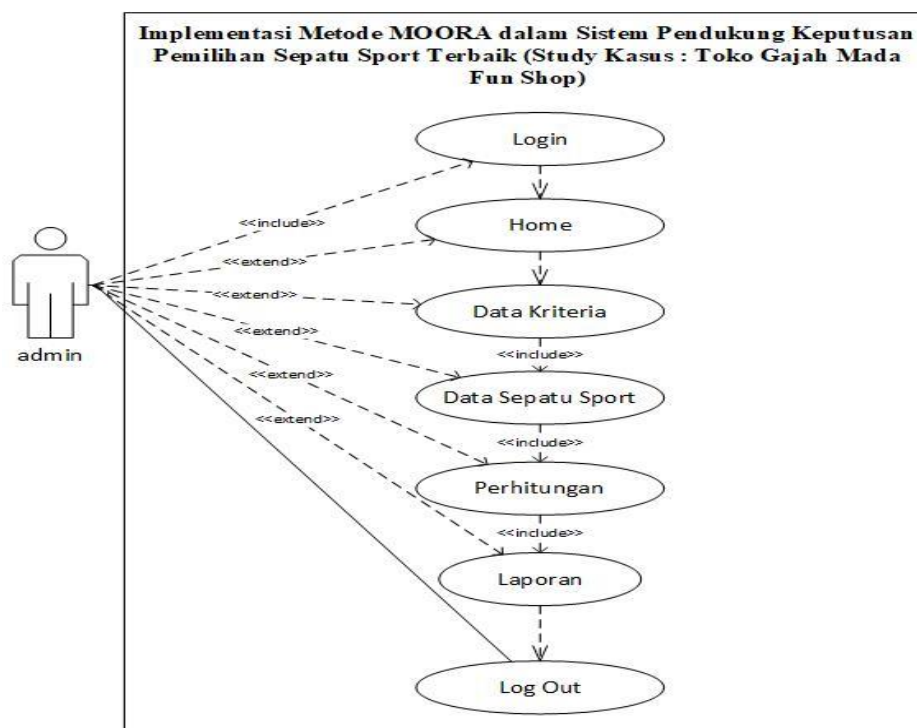 Implementasi Metode MOORA dalam Sistem Pendukung Keputusan
Pemilihan Sepatu Sport Terbaik (Study Kasus : Toko Gajah Mada
Fun Shop)
Login
<<include>>
Home
<<extend>>
<<extend>>
Data Kriteria
<<extend>>
<<include>>
admin
<<extend>>
Data Sepatu Sport
<<extend>>
<<include>>
Perhitungan
<<include>>
Laporan
Log Out